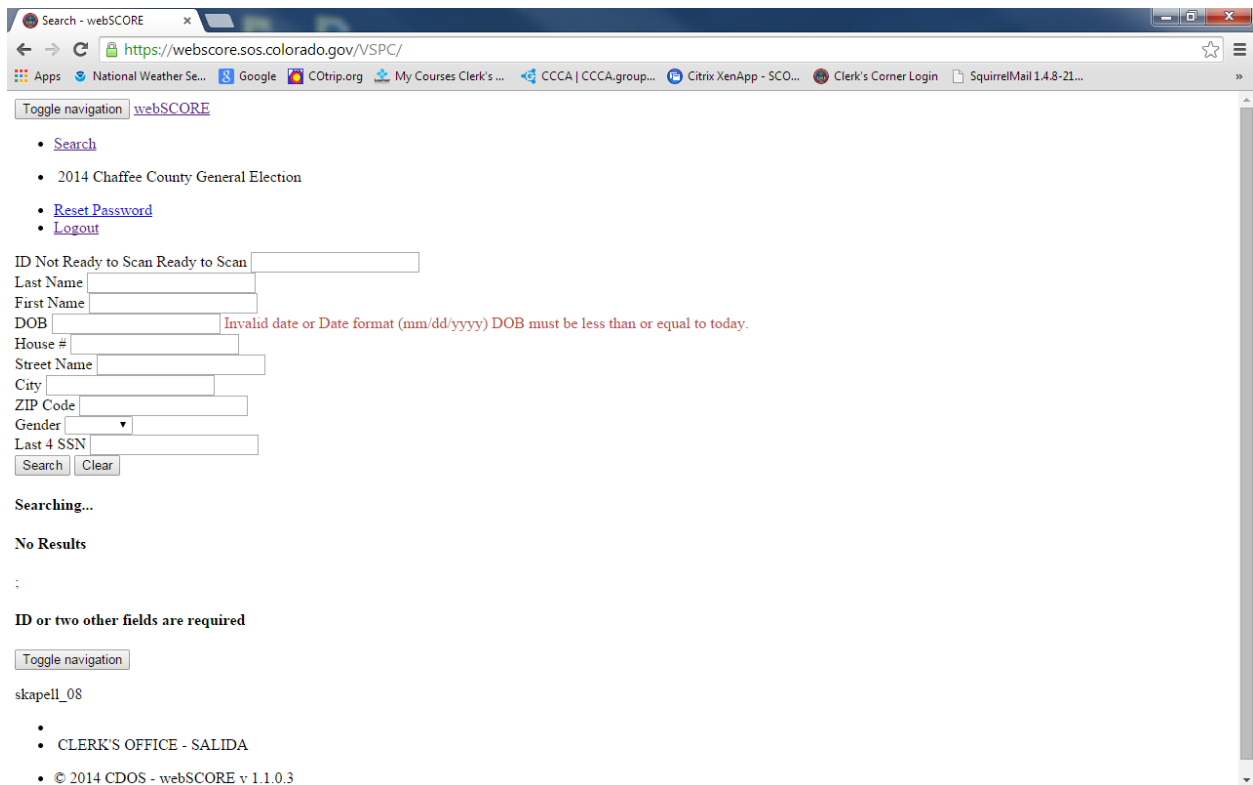 Search - webSCORE
https://webscore.sos.colorado.gov/VSPC/
Apps National Weather Se... Google COtrip.org My Courses Clerk's ... CCCA | CCCA.group... Citrix XenApp - SCO... Clerk's Corner Login SquirrelMail 1.4.8-21... »
Toggle navigation webSCORE
• Search
• 2014 Chaffee County General Election
• Reset Password
• Logout
ID Not Ready to Scan Ready to Scan
Last Name
First Name
DOB Invalid date or Date format (mm/dd/yyyy) DOB must be less than or equal to today.
House #
Street Name
City
ZIP Code
Gender
Last 4 SSN
Search Clear
Searching...
No Results
;
ID or two other fields are required
Toggle navigation
skapell_08
•
• CLERK'S OFFICE - SALIDA
• © 2014 CDOS - webSCORE v 1.1.0.3